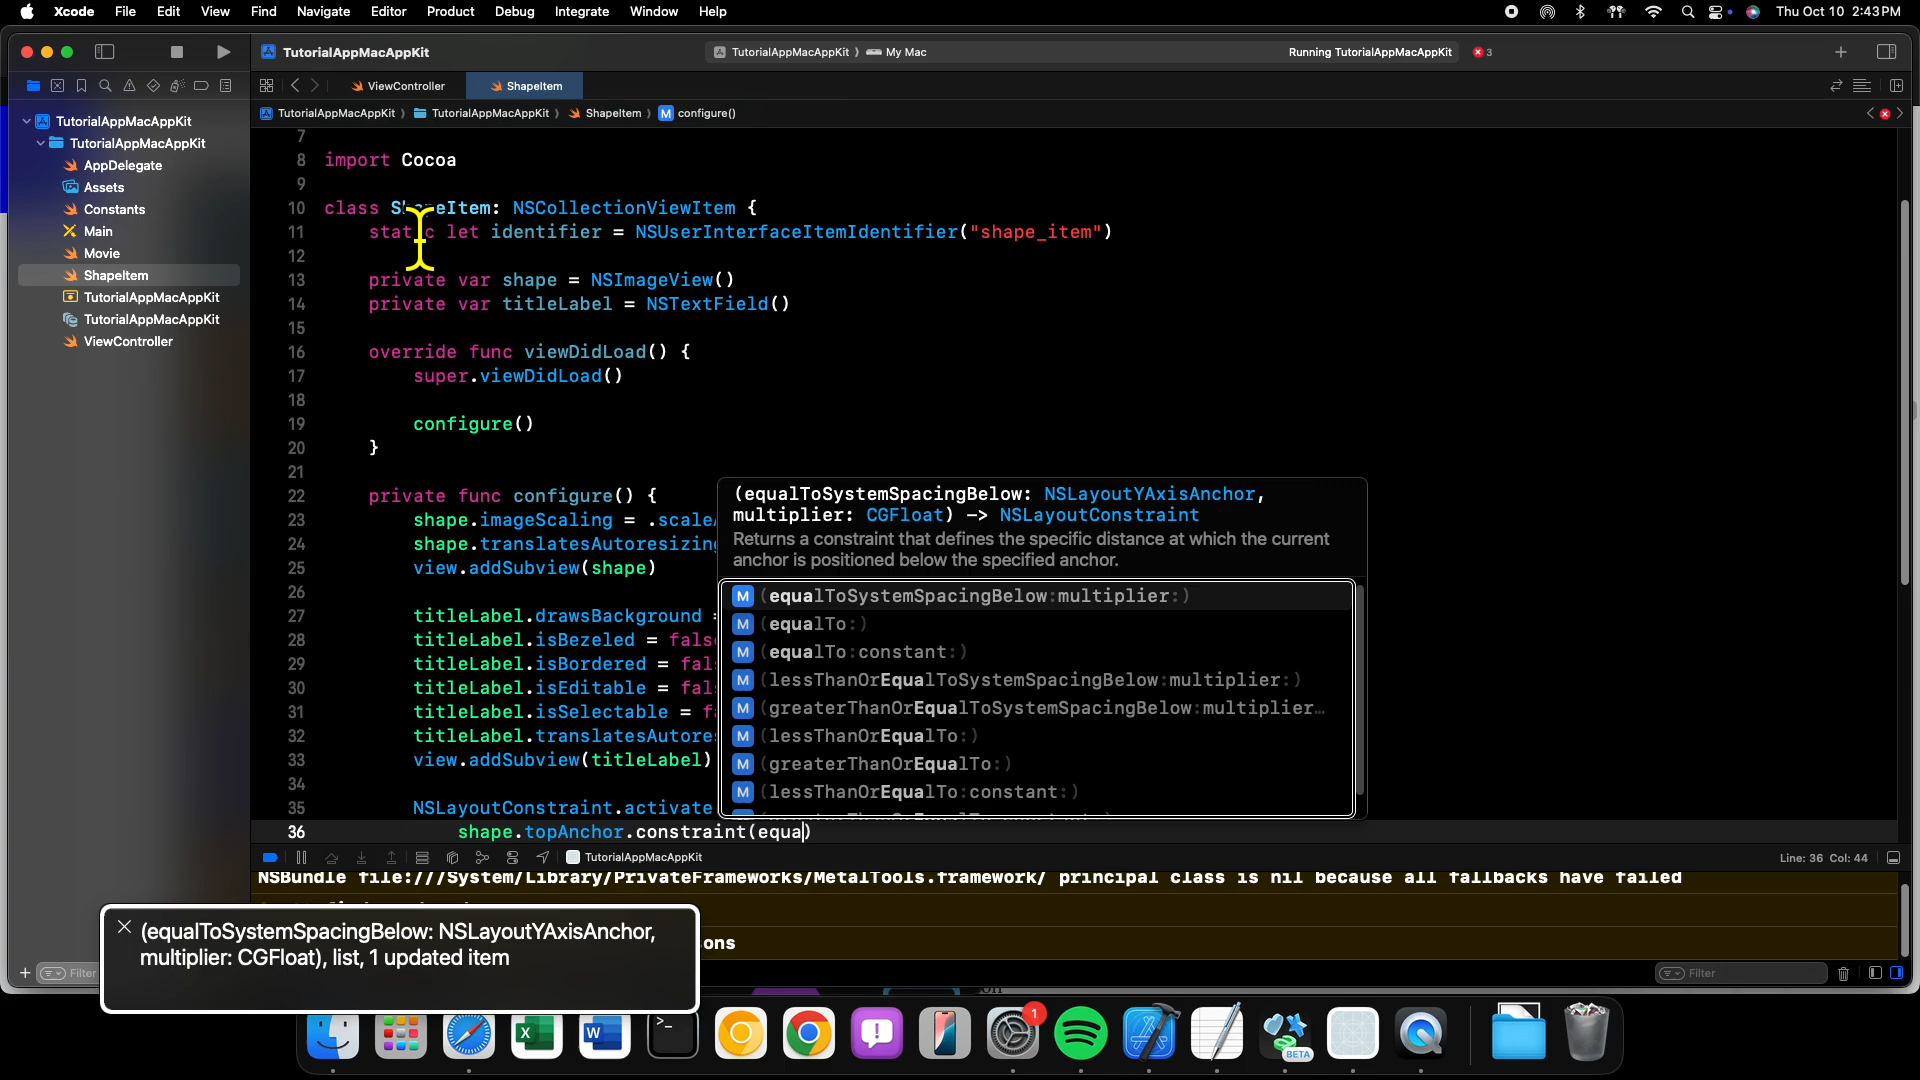 Xcode File Edit View Find Navigate Editor Product Debug Integrate Window Help Thu Oct 10 2:43 PM
TutorialAppMacAppKit TutorialAppMacAppKit ⟩ My Mac Running TutorialAppMacAppKit 3
ViewController ShapeItem
TutorialAppMacAppKit ⟩ TutorialAppMacAppKit ⟩ ShapeItem ⟩ M configure()
TutorialAppMacAppKit
TutorialAppMacAppKit
AppDelegate
Assets
Constants
Main
Movie
ShapeItem
TutorialAppMacAppKit
TutorialAppMacAppKit
ViewController
Filter
7
8 import Cocoa
9
10 class ShapeItem: NSCollectionViewItem {
11 static let identifier = NSUserInterfaceItemIdentifier("shape_item")
12
13 private var shape = NSImageView()
14 private var titleLabel = NSTextField()
15
16 override func viewDidLoad() {
17 super.viewDidLoad()
18
19 configure()
20 }
21
22 private func configure() {
23 shape.imageScaling = .scale
24 shape.translatesAutoresizing
25 view.addSubview(shape)
26
27 titleLabel.drawsBackground =
28 titleLabel.isBezeled = fals
29 titleLabel.isBordered = fal
30 titleLabel.isEditable = fal
31 titleLabel.isSelectable = f
32 titleLabel.translatesAutores
33 view.addSubview(titleLabel)
34
35 NSLayoutConstraint.activate
36 shape.topAnchor.constraint(equa)
(equalToSystemSpacingBelow: NSLayoutYAxisAnchor,
multiplier: CGFloat) -> NSLayoutConstraint
Returns a constraint that defines the specific distance at which the current
anchor is positioned below the specified anchor.
M (equalToSystemSpacingBelow:multiplier:)
M (equalTo:)
M (equalTo:constant:)
M (lessThanOrEqualToSystemSpacingBelow:multiplier:)
M (greaterThanOrEqualToSystemSpacingBelow:multiplier…
M (lessThanOrEqualTo:)
M (greaterThanOrEqualTo:)
M (lessThanOrEqualTo:constant:)
TutorialAppMacAppKit Line: 36 Col: 44
NSBundle file:///System/Library/PrivateFrameworks/MetalTools.framework/ principal class is nil because all fallbacks have failed
ons
Filter
(equalToSystemSpacingBelow: NSLayoutYAxisAnchor,
multiplier: CGFloat), list, 1 updated item
1
BETA